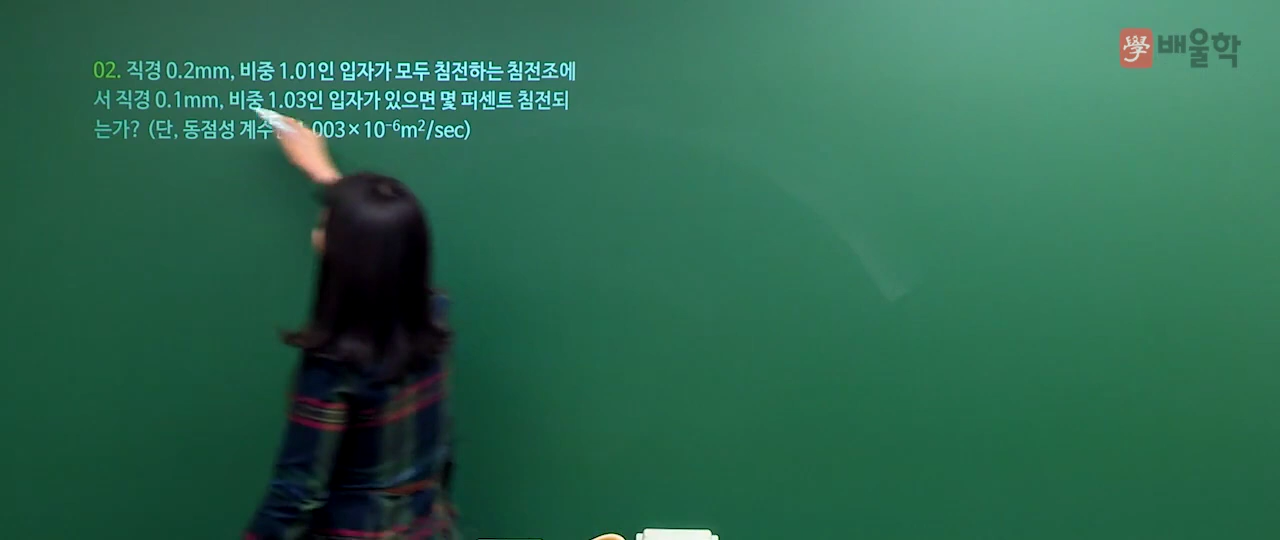 學 배울학
02. 직경 0.2mm, 비중 1.01인 입자가 모두 침전하는 침전조에
서 직경 0.1mm, 비중 1.03인 입자가 있으면 몇 퍼센트 침전되
는가? (단, 동점성 계수 003×10⁻⁶m²/sec)